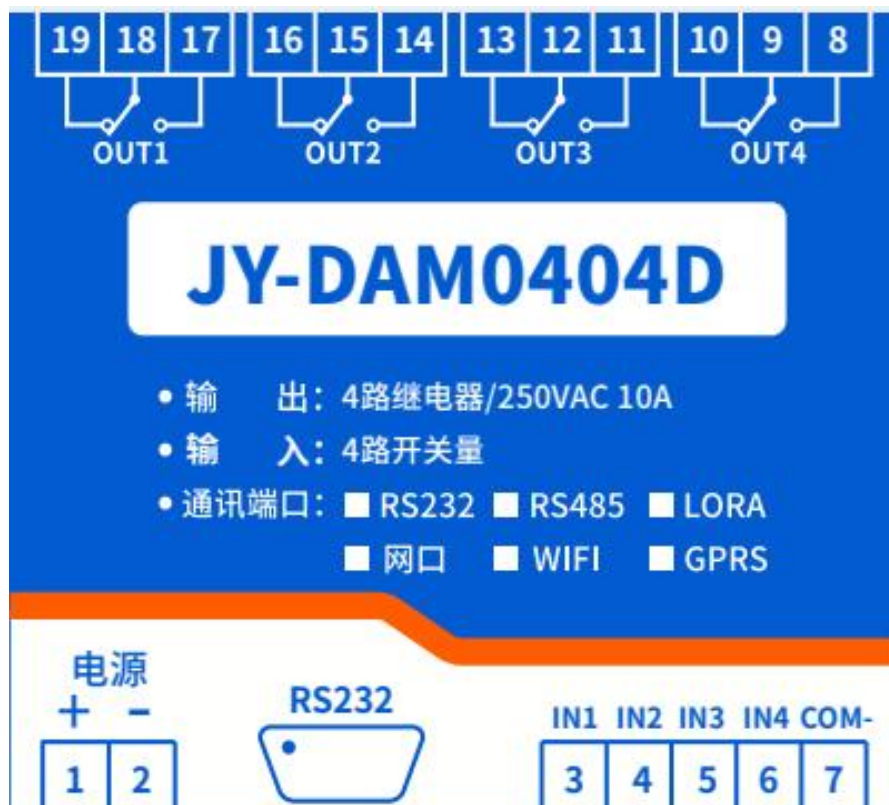 19 18 17 16 15 14 13 12 11 10 9 8
OUT1 OUT2 OUT3 OUT4
JY-DAM0404D
• 输 出：4路继电器/250VAC 10A
• 输 入：4路开关量
• 通讯端口： RS232 RS485 LORA
网口 WIFI GPRS
电源
+ -
RS232
IN1 IN2 IN3 IN4 COM-
1 2
3 4 5 6 7